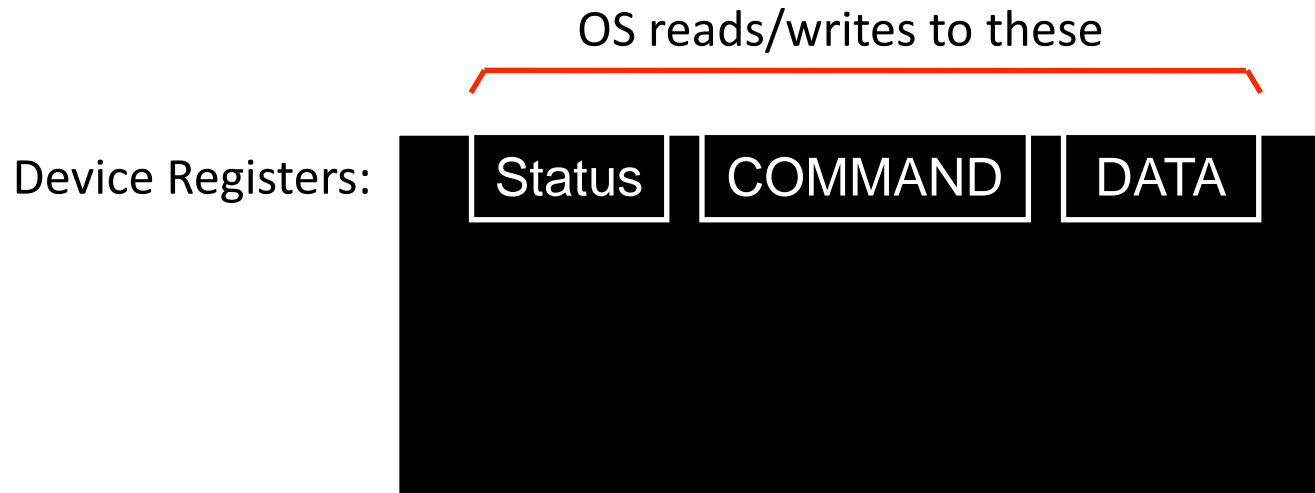 OS reads/writes to these
Device Registers: Status COMMAND DATA